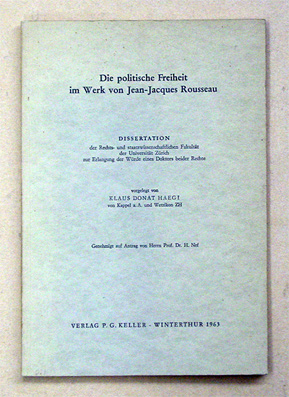 Die politische Freiheit
im Werk von Jean-Jacques Rousseau
DISSERTATION
der Rechts- und staatswissenschaftlichen Fakultät
der Universität Zürich
zur Erlangung der Würde eines Doktors beider Rechte
vorgelegt von
KLAUS DONAT HAEGI
von Kappel a. A. und Wetzikon ZH
Genehmigt auf Antrag von Herrn Prof. Dr. H. Nef
VERLAG P. G. KELLER - WINTERTHUR 1963